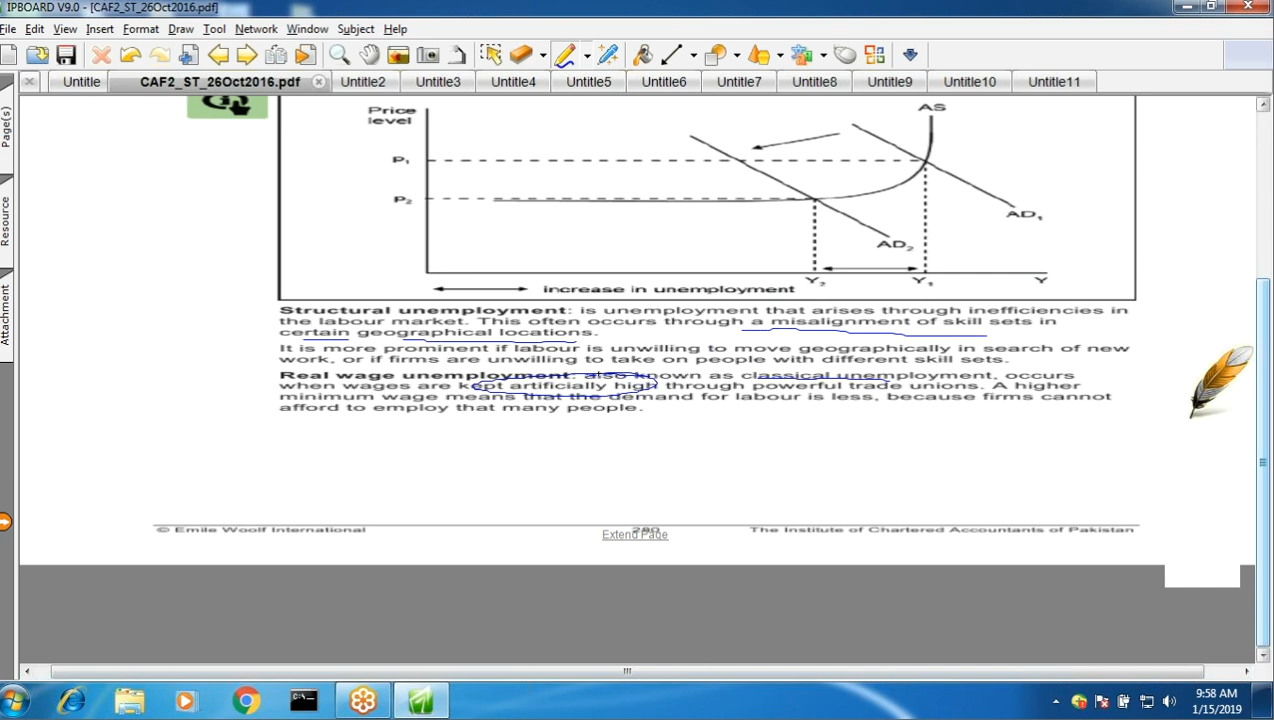 IPBOARD V9.0 - [CAF2_ST_26Oct2016.pdf]
File Edit View Insert Format Draw Tool Network Window Subject Help
Untitle CAF2_ST_26Oct2016.pdf Untitle2 Untitle3 Untitle4 Untitle5 Untitle6 Untitle7 Untitle8 Untitle9 Untitle10 Untitle11
Page(s)
Resource
Attachment
Price
level
AS
P1
P2
AD1
AD2
Y2 Y1 Y
increase in unemployment
Structural unemployment: is unemployment that arises through inefficiencies in
the labour market. This often occurs through a misalignment of skill sets in
certain geographical locations.
It is more prominent if labour is unwilling to move geographically in search of new
work, or if firms are unwilling to take on people with different skill sets.
Real wage unemployment: also known as classical unemployment, occurs
when wages are kept artificially high through powerful trade unions. A higher
minimum wage means that the demand for labour is less, because firms cannot
afford to employ that many people.
© Emile Woolf International 280 The Institute of Chartered Accountants of Pakistan
Extend Page
9:58 AM
1/15/2019